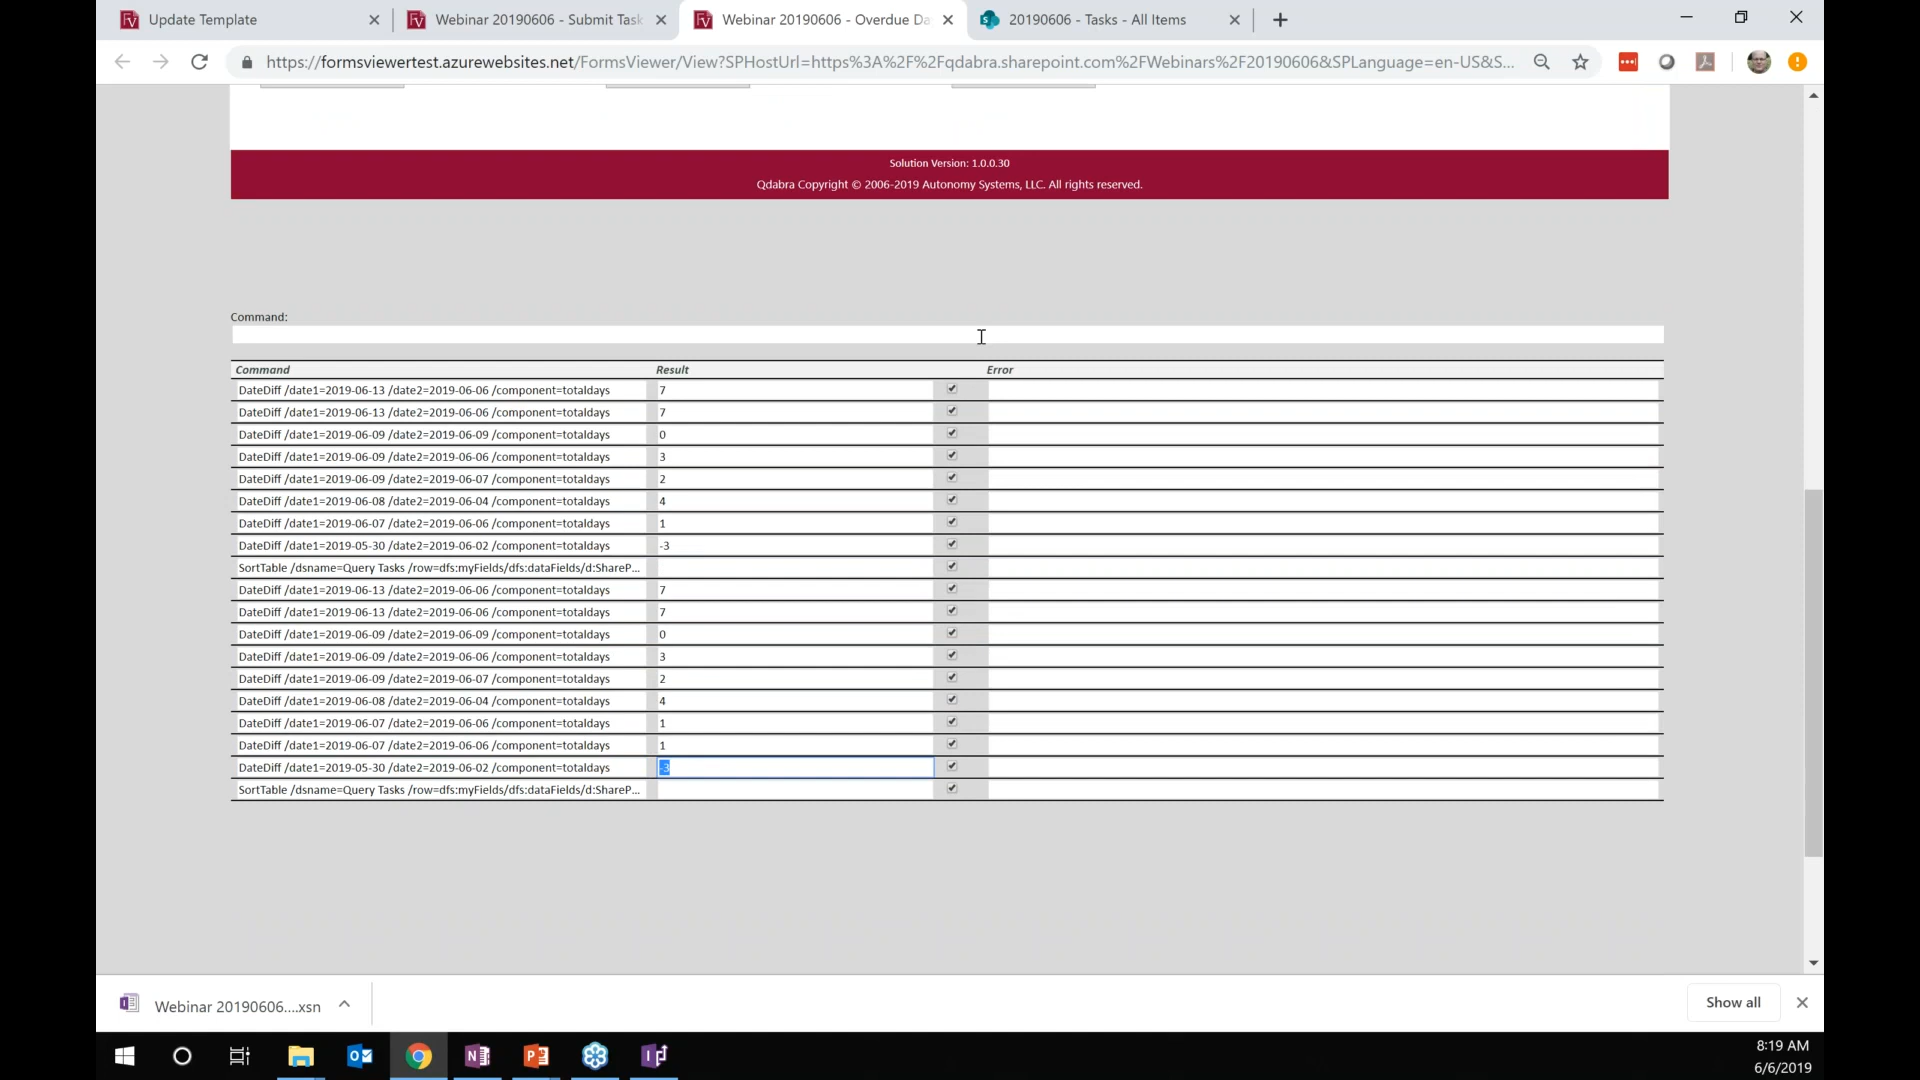 Update Template
Webinar 20190606 - Submit Task
Webinar 20190606 - Overdue Da
20190606 - Tasks - All Items
https://formsviewertest.azurewebsites.net/FormsViewer/View?SPHostUrl=https%3A%2F%2Fqdabra.sharepoint.com%2FWebinars%2F20190606&SPLanguage=en-US&S...
Solution Version: 1.0.0.30
Qdabra Copyright © 2006-2019 Autonomy Systems, LLC. All rights reserved.
Command:
Command Result Error
DateDiff /date1=2019-06-13 /date2=2019-06-06 /component=totaldays 7
DateDiff /date1=2019-06-13 /date2=2019-06-06 /component=totaldays 7
DateDiff /date1=2019-06-09 /date2=2019-06-09 /component=totaldays 0
DateDiff /date1=2019-06-09 /date2=2019-06-06 /component=totaldays 3
DateDiff /date1=2019-06-09 /date2=2019-06-07 /component=totaldays 2
DateDiff /date1=2019-06-08 /date2=2019-06-04 /component=totaldays 4
DateDiff /date1=2019-06-07 /date2=2019-06-06 /component=totaldays 1
DateDiff /date1=2019-05-30 /date2=2019-06-02 /component=totaldays -3
SortTable /dsname=Query Tasks /row=dfs:myFields/dfs:dataFields/d:ShareP...
DateDiff /date1=2019-06-13 /date2=2019-06-06 /component=totaldays 7
DateDiff /date1=2019-06-13 /date2=2019-06-06 /component=totaldays 7
DateDiff /date1=2019-06-09 /date2=2019-06-09 /component=totaldays 0
DateDiff /date1=2019-06-09 /date2=2019-06-06 /component=totaldays 3
DateDiff /date1=2019-06-09 /date2=2019-06-07 /component=totaldays 2
DateDiff /date1=2019-06-08 /date2=2019-06-04 /component=totaldays 4
DateDiff /date1=2019-06-07 /date2=2019-06-06 /component=totaldays 1
DateDiff /date1=2019-06-07 /date2=2019-06-06 /component=totaldays 1
DateDiff /date1=2019-05-30 /date2=2019-06-02 /component=totaldays -3
SortTable /dsname=Query Tasks /row=dfs:myFields/dfs:dataFields/d:ShareP...
Webinar 20190606....xsn
Show all
8:19 AM
6/6/2019